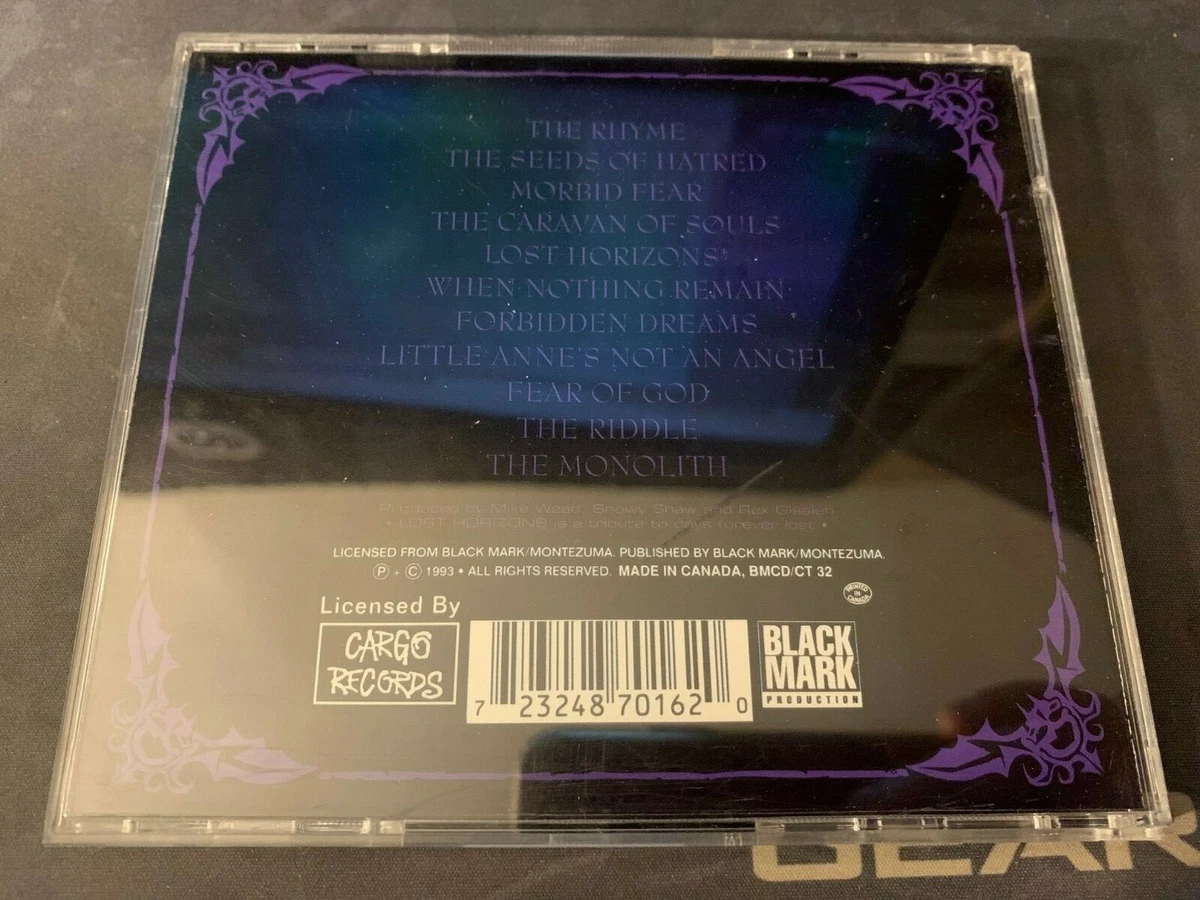 THE RHYME
THE SEEDS OF HATRED
MORBID FEAR
THE CARAVAN OF SOULS
LOST HORIZONS*
WHEN NOTHING REMAIN
FORBIDDEN DREAMS
LITTLE ANNE'S NOT AN ANGEL
FEAR OF GOD
THE RIDDLE
THE MONOLITH
Produced by Mike Wead, Snowy Shaw and Rex Gisslén
• LOST HORIZONS is a tribute to days forever lost •
LICENSED FROM BLACK MARK/MONTEZUMA. PUBLISHED BY BLACK MARK/MONTEZUMA.
Ⓟ + © 1993 • ALL RIGHTS RESERVED. MADE IN CANADA, BMCD/CT 32
PRINTED
IN
CANADA
Licensed By
CARGO
RECORDS
7 23248 70162 0
BLACK
MARK
PRODUCTION
GEAR